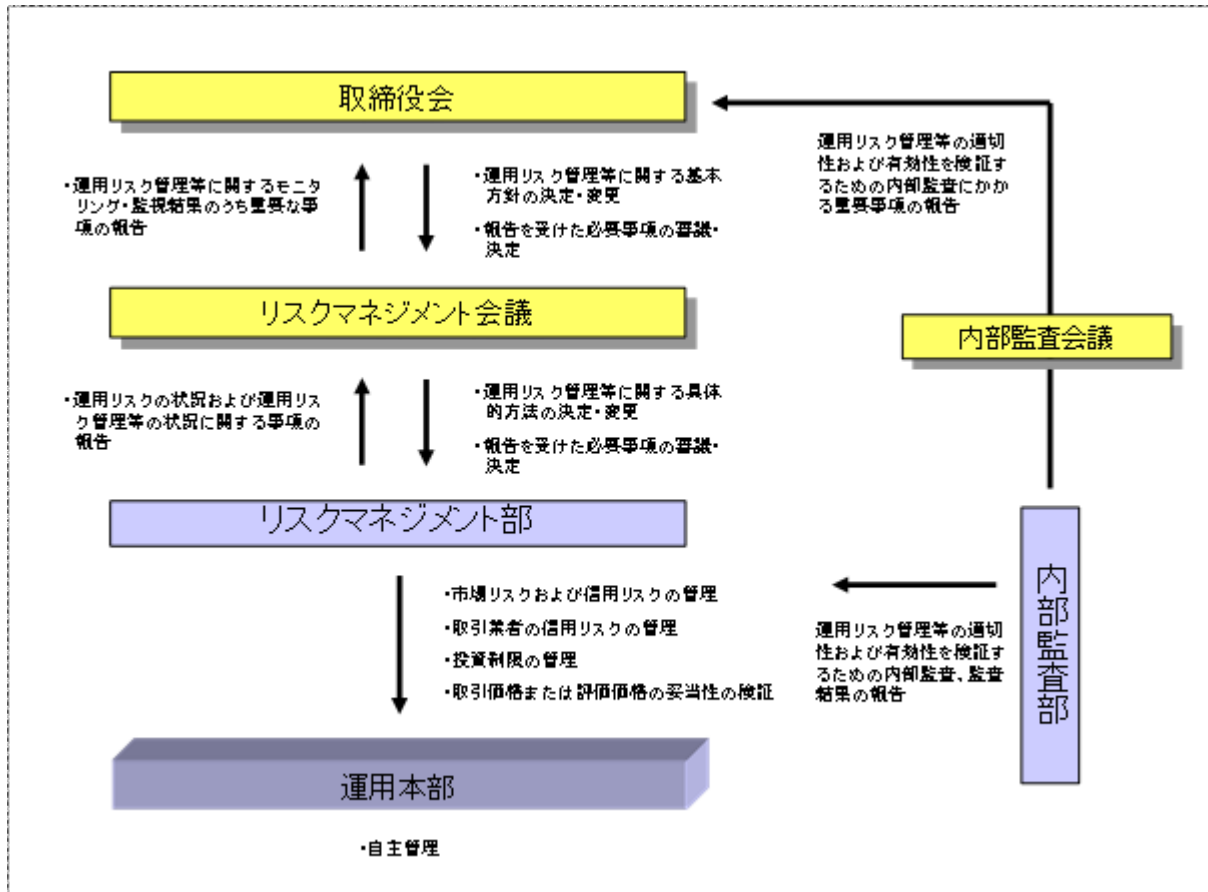 取締役会
・運用リスク管理等に関するモニ
タリング・監視結果のうち重要な事
項の報告
・運用リスク管理等に関する基本
方針の決定・変更
・報告を受けた必要事項の審議・
決定
運用リスク管理等の適切
性および有効性を検証す
るための内部監査にかか
る重要事項の報告
リスクマネジメント会議
内部監査会議
・運用リスクの状況および運用リス
ク管理等の状況に関する事項の
報告
・運用リスク管理等に関する具体
的方法の決定・変更
・報告を受けた必要事項の審議・
決定
リスクマネジメント部
内部監査部
・市場リスクおよび信用リスクの管理
・取引業者の信用リスクの管理
・投資制限の管理
・取引価格または評価価格の妥当性の検証
運用リスク管理等の適切
性および有効性を検証す
るための内部監査、監査
結果の報告
運用本部
・自主管理